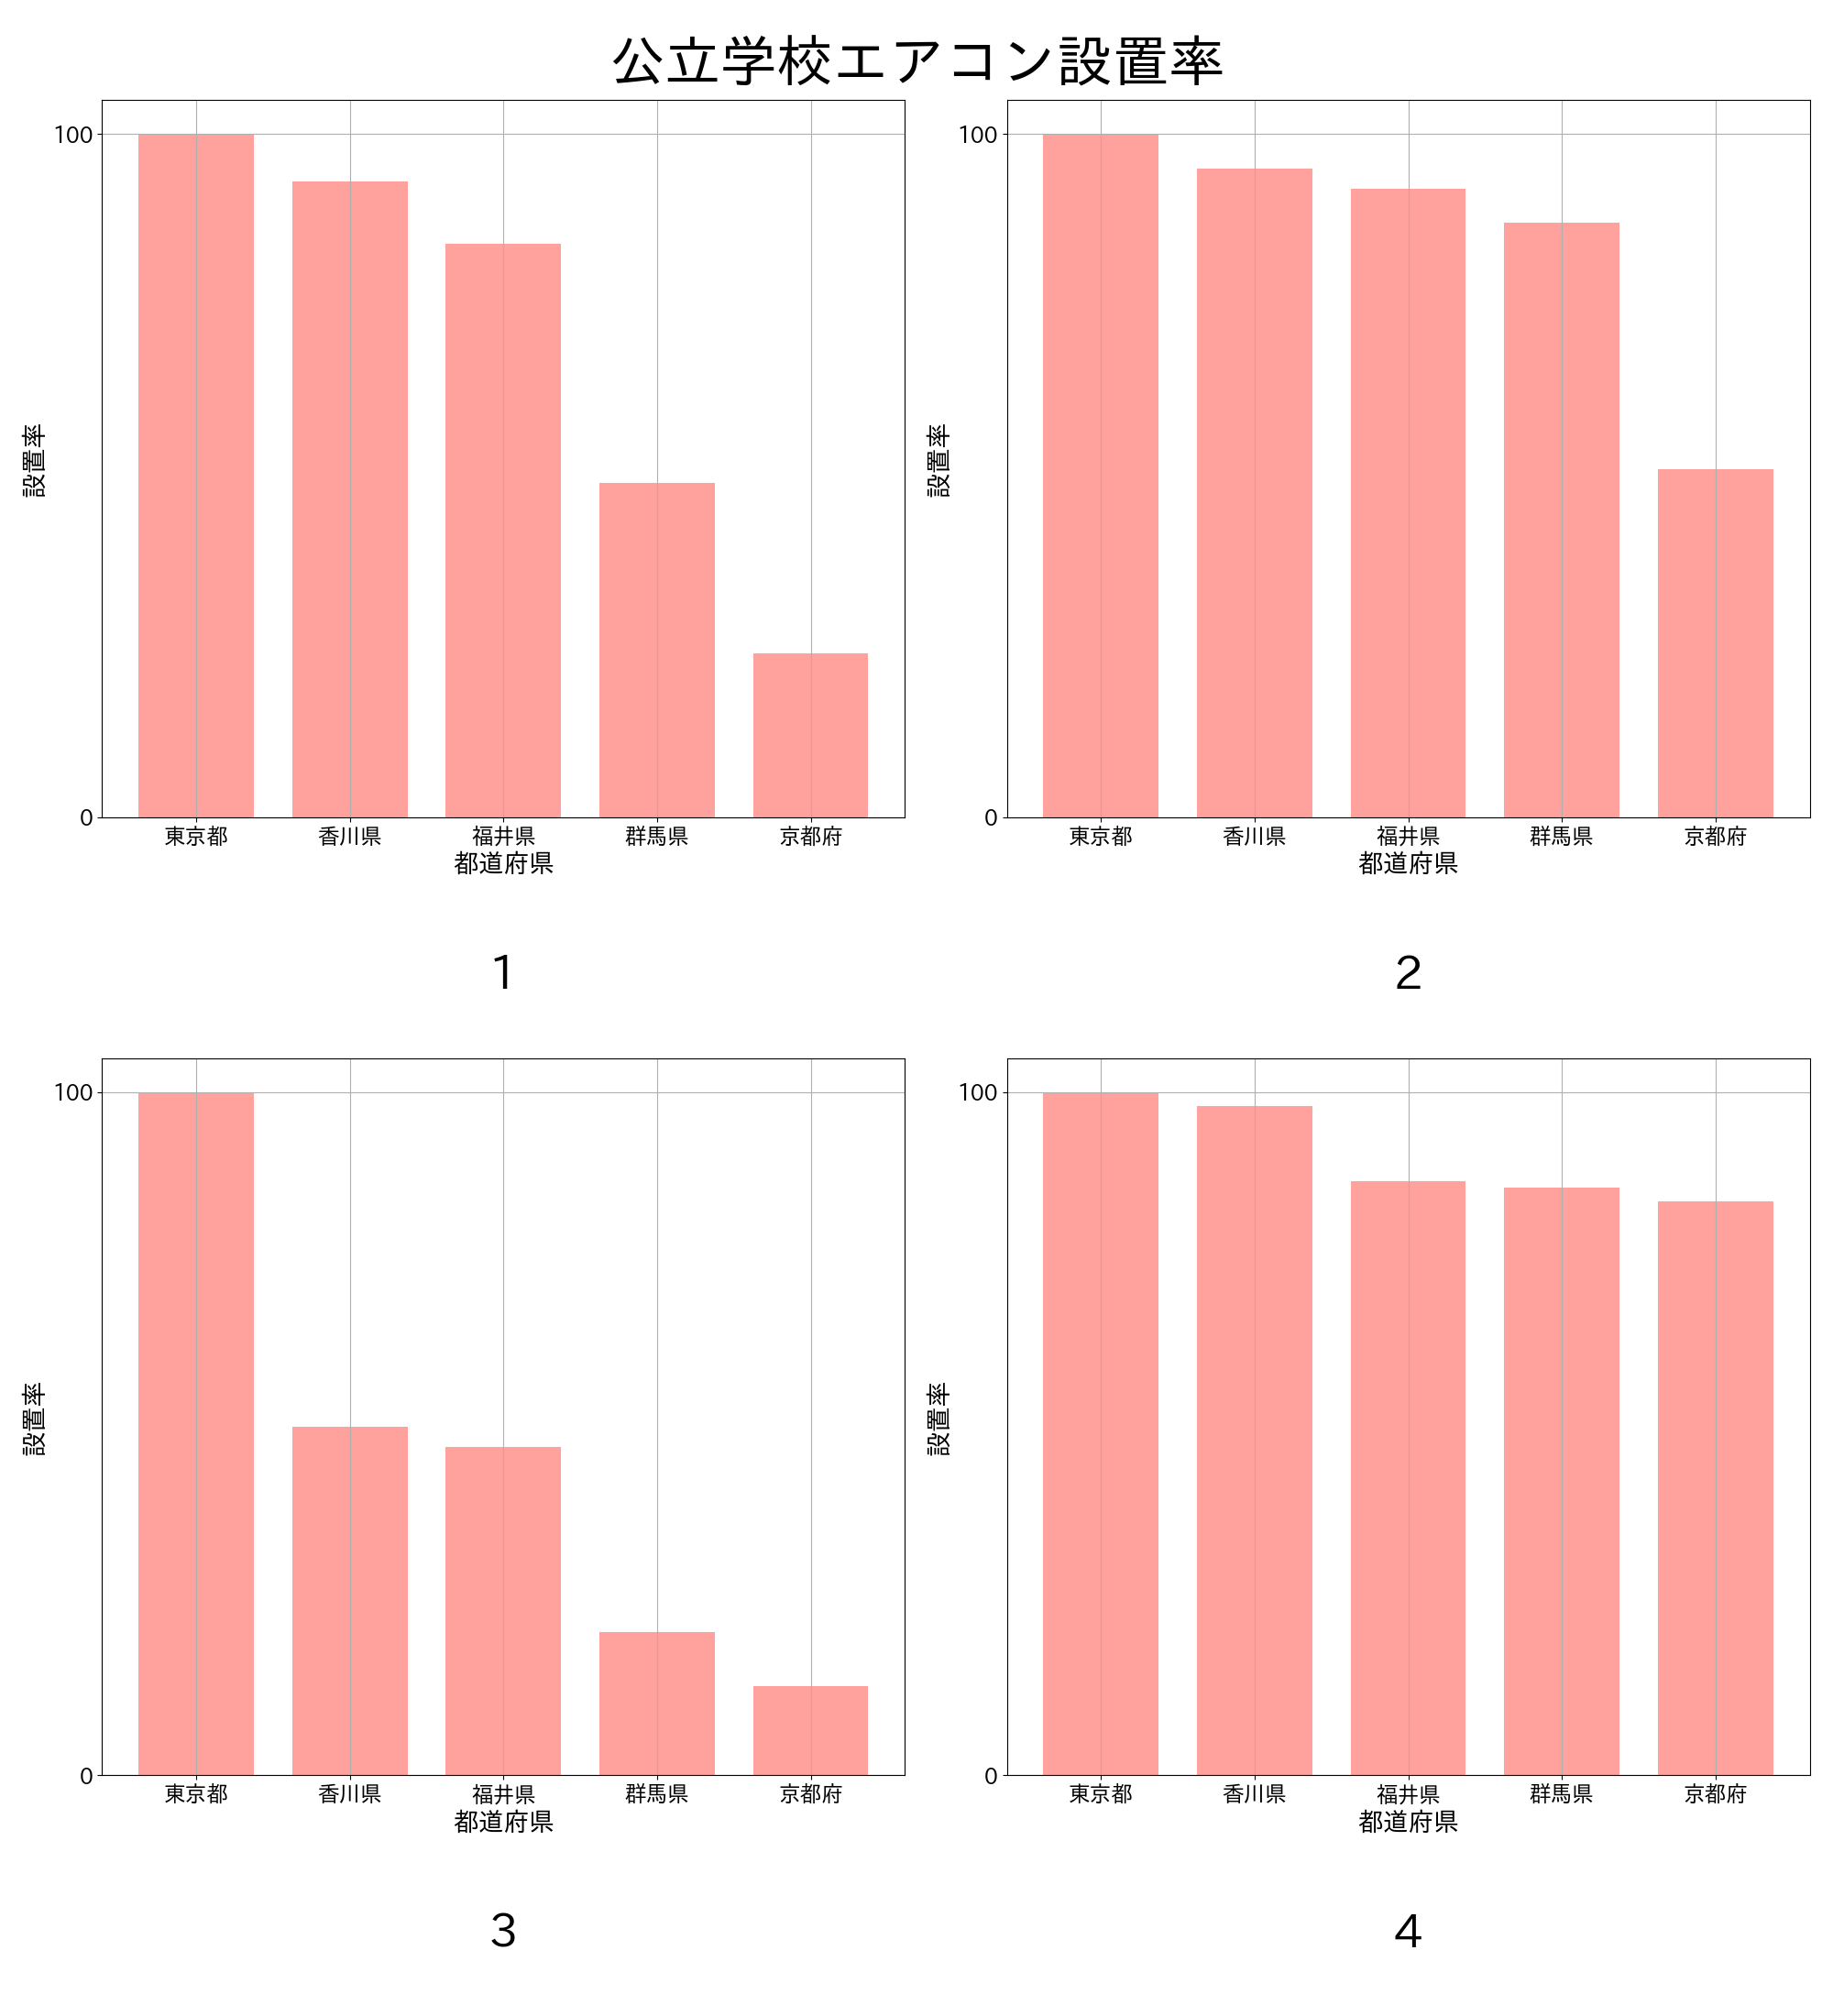 公立学校エアコン設置率
100
0
設置率
東京都 香川県 福井県 群馬県 京都府
都道府県
1
100
0
設置率
東京都 香川県 福井県 群馬県 京都府
都道府県
2
100
0
設置率
東京都 香川県 福井県 群馬県 京都府
都道府県
3
100
0
設置率
東京都 香川県 福井県 群馬県 京都府
都道府県
4